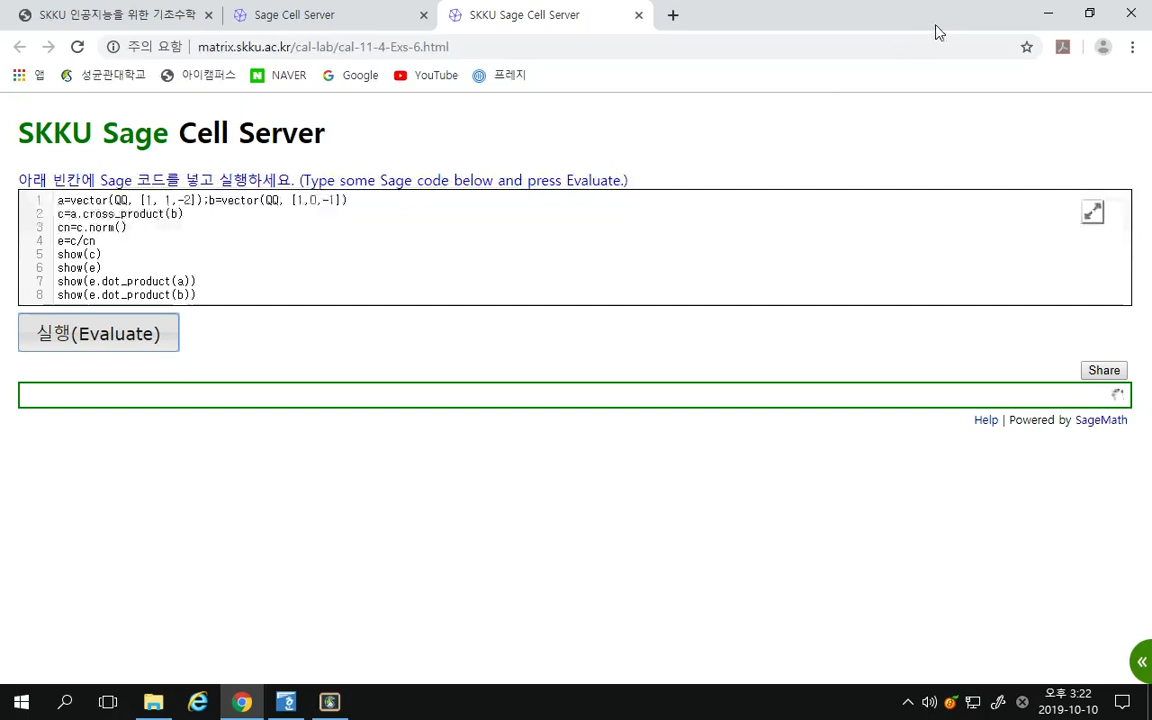 SKKU 인공지능을 위한 기초수학
Sage Cell Server
SKKU Sage Cell Server
주의 요함
matrix.skku.ac.kr/cal-lab/cal-11-4-Exs-6.html
앱
성균관대학교
아이캠퍼스
NAVER
Google
YouTube
프레지
SKKU Sage Cell Server
아래 빈칸에 Sage 코드를 넣고 실행하세요. (Type some Sage code below and press Evaluate.)
1 a=vector(QQ, [1, 1,-2]);b=vector(QQ, [1,0,-1])
2 c=a.cross_product(b)
3 cn=c.norm()
4 e=c/cn
5 show(c)
6 show(e)
7 show(e.dot_product(a))
8 show(e.dot_product(b))
실행(Evaluate)
Share
Help | Powered by SageMath
오후 3:22
2019-10-10